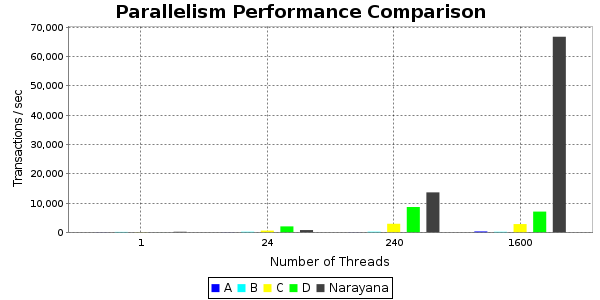 Parallelism Performance Comparison
70,000
60,000
50,000
40,000
30,000
20,000
10,000
0
Transactions / sec
1 24 240 1600
Number of Threads
A B C D Narayana